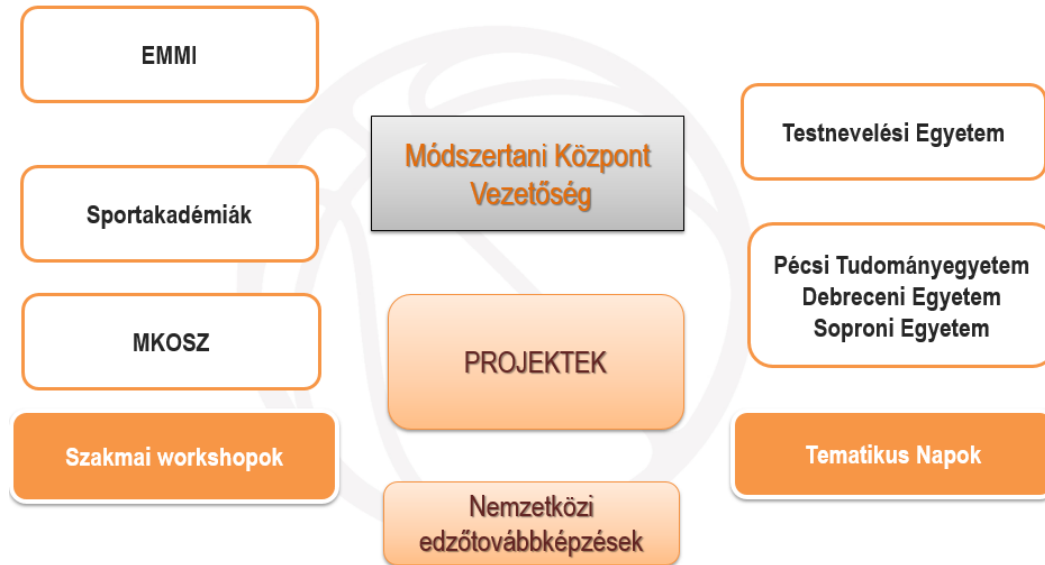 EMMI
Sportakadémiák
MKOSZ
Szakmai workshopok
Módszertani Központ
Vezetőség
PROJEKTEK
Nemzetközi
edzőtovábbképzések
Testnevelési Egyetem
Pécsi Tudományegyetem
Debreceni Egyetem
Soproni Egyetem
Tematikus Napok